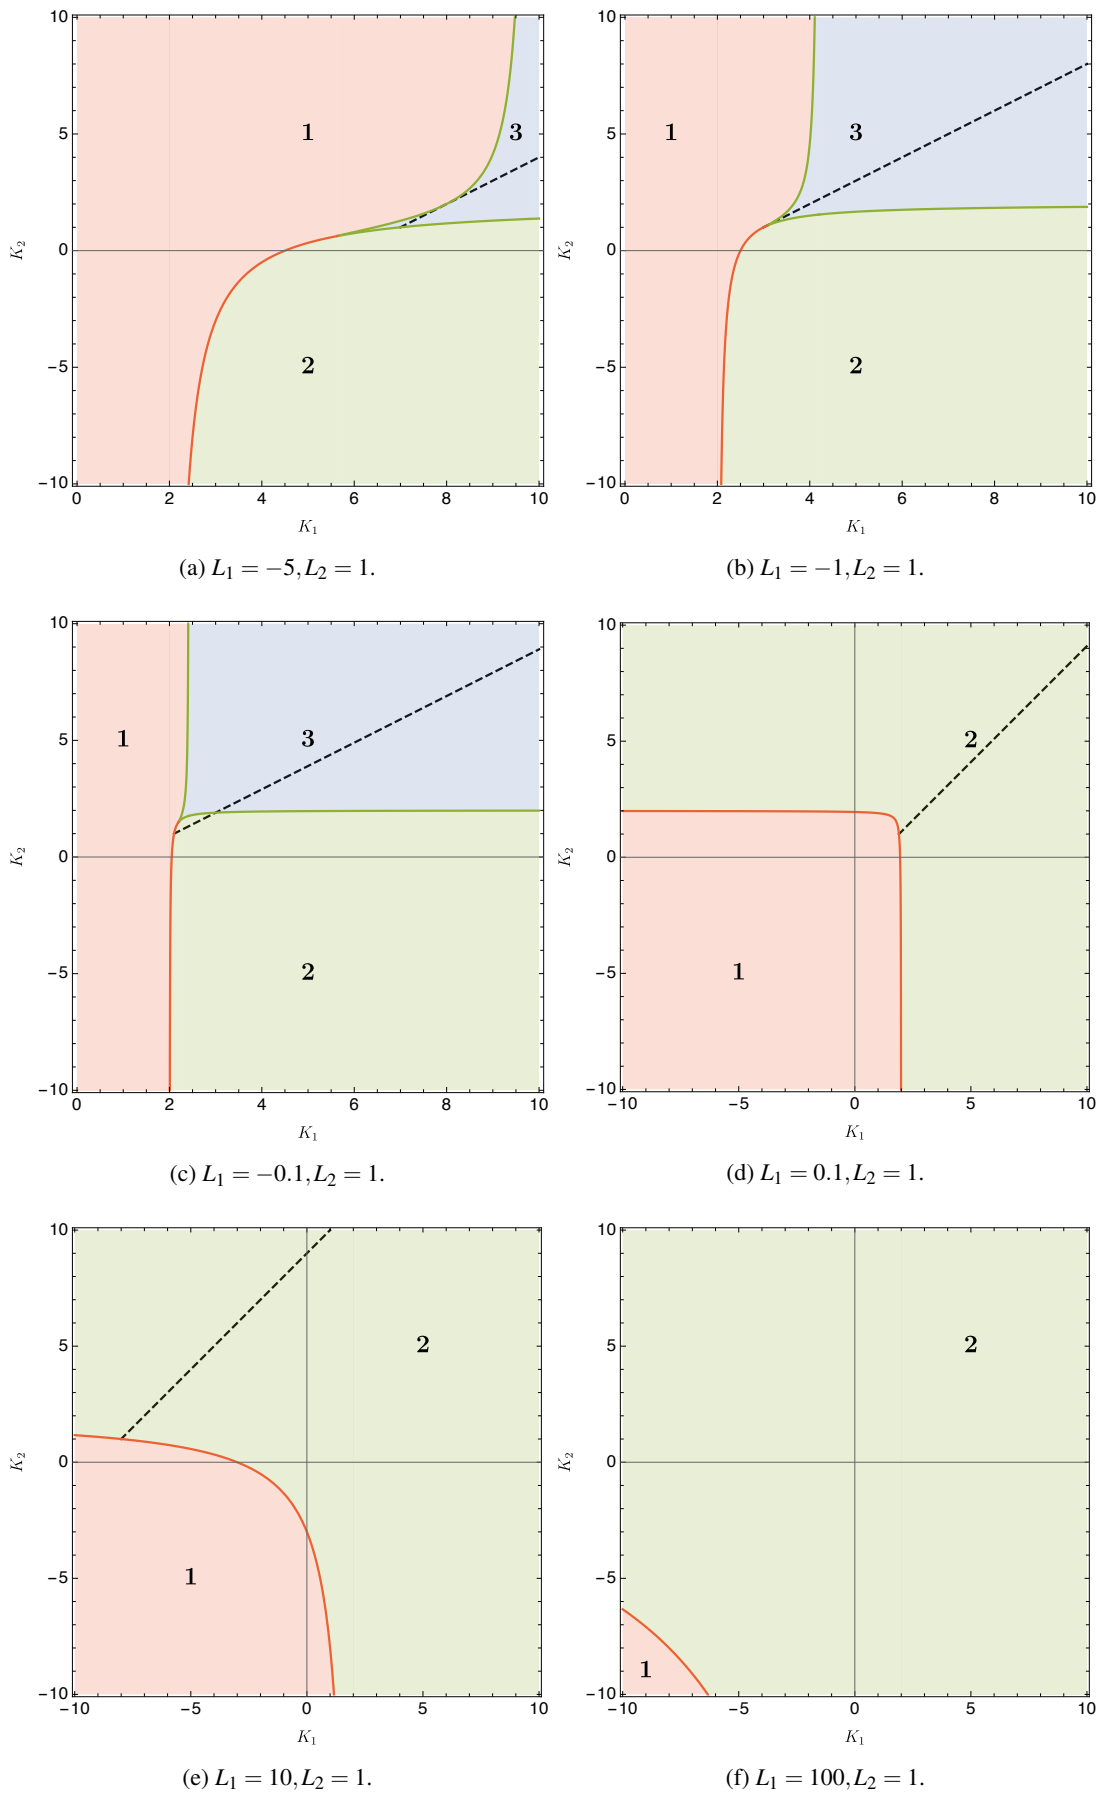 10
5
0
−5
−10
K₂
1
3
2
0 2 4 6 8 10
K₁
(a) L₁ = −5, L₂ = 1.
10
5
0
−5
−10
K₂
1
3
2
0 2 4 6 8 10
K₁
(b) L₁ = −1, L₂ = 1.
10
5
0
−5
−10
K₂
1
3
2
0 2 4 6 8 10
K₁
(c) L₁ = −0.1, L₂ = 1.
10
5
0
−5
−10
K₂
2
1
−10 −5 0 5 10
K₁
(d) L₁ = 0.1, L₂ = 1.
10
5
0
−5
−10
K₂
2
1
−10 −5 0 5 10
K₁
(e) L₁ = 10, L₂ = 1.
10
5
0
−5
−10
K₂
2
1
−10 −5 0 5 10
K₁
(f) L₁ = 100, L₂ = 1.